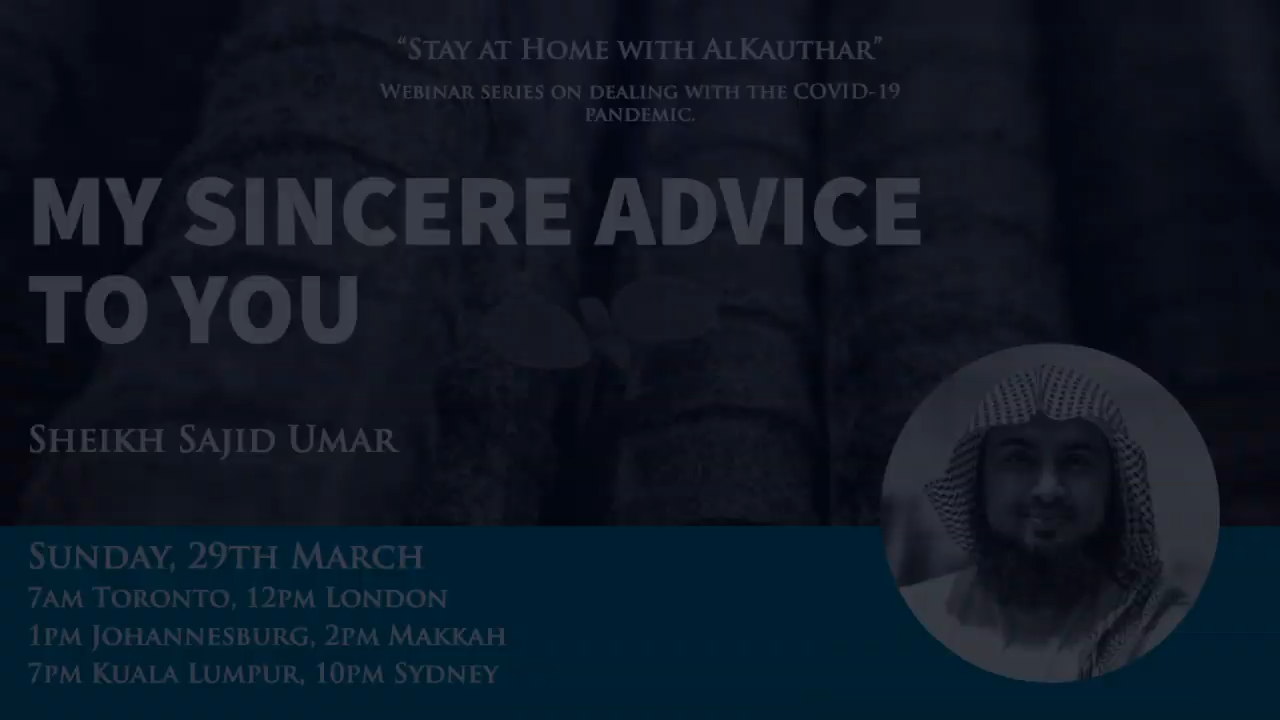 “Stay at Home with AlKauthar”
Webinar series on dealing with the COVID-19
pandemic.
MY SINCERE ADVICE
TO YOU
Sheikh Sajid Umar
Sunday, 29th March
7am Toronto, 12pm London
1pm Johannesburg, 2pm Makkah
7pm Kuala Lumpur, 10pm Sydney